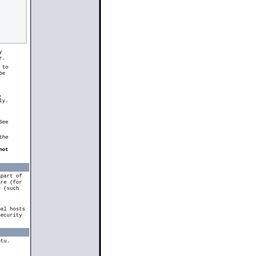 y
r.
to
be
ly.
See
the
not
part of
re (for
(such
al hosts
ecurity
tu.